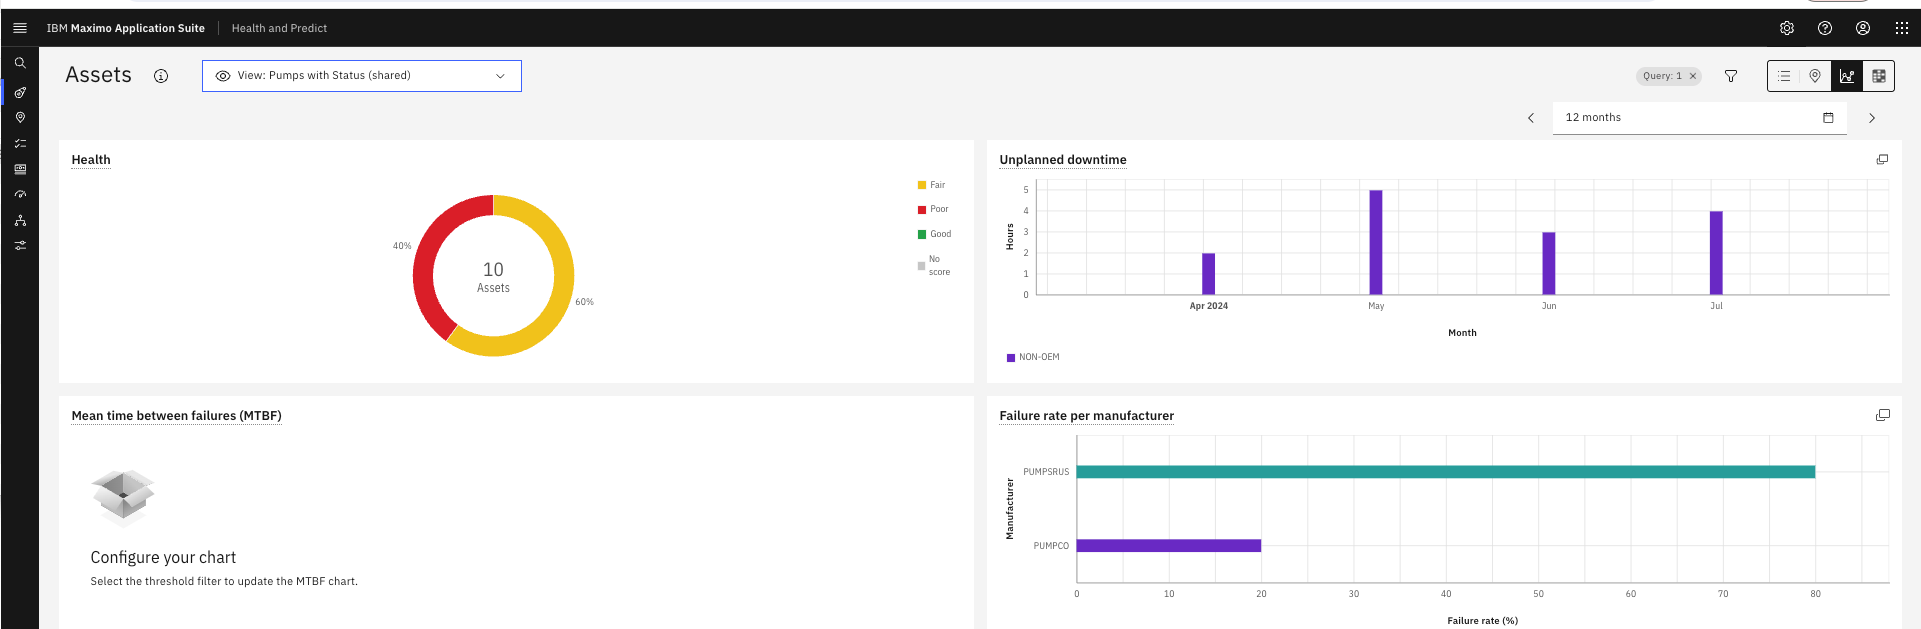 IBM Maximo Application Suite
Health and Predict
Assets
View: Pumps with Status (shared)
Query: 1
12 months
Health
Fair
Poor
Good
No
score
40%
10
Assets
60%
Unplanned downtime
5
4
3
2
1
0
Hours
Apr 2024
May
Jun
Jul
Month
NON-OEM
Mean time between failures (MTBF)
Configure your chart
Select the threshold filter to update the MTBF chart.
Failure rate per manufacturer
Manufacturer
PUMPSRUS
PUMPCO
0
10
20
30
40
50
60
70
80
Failure rate (%)